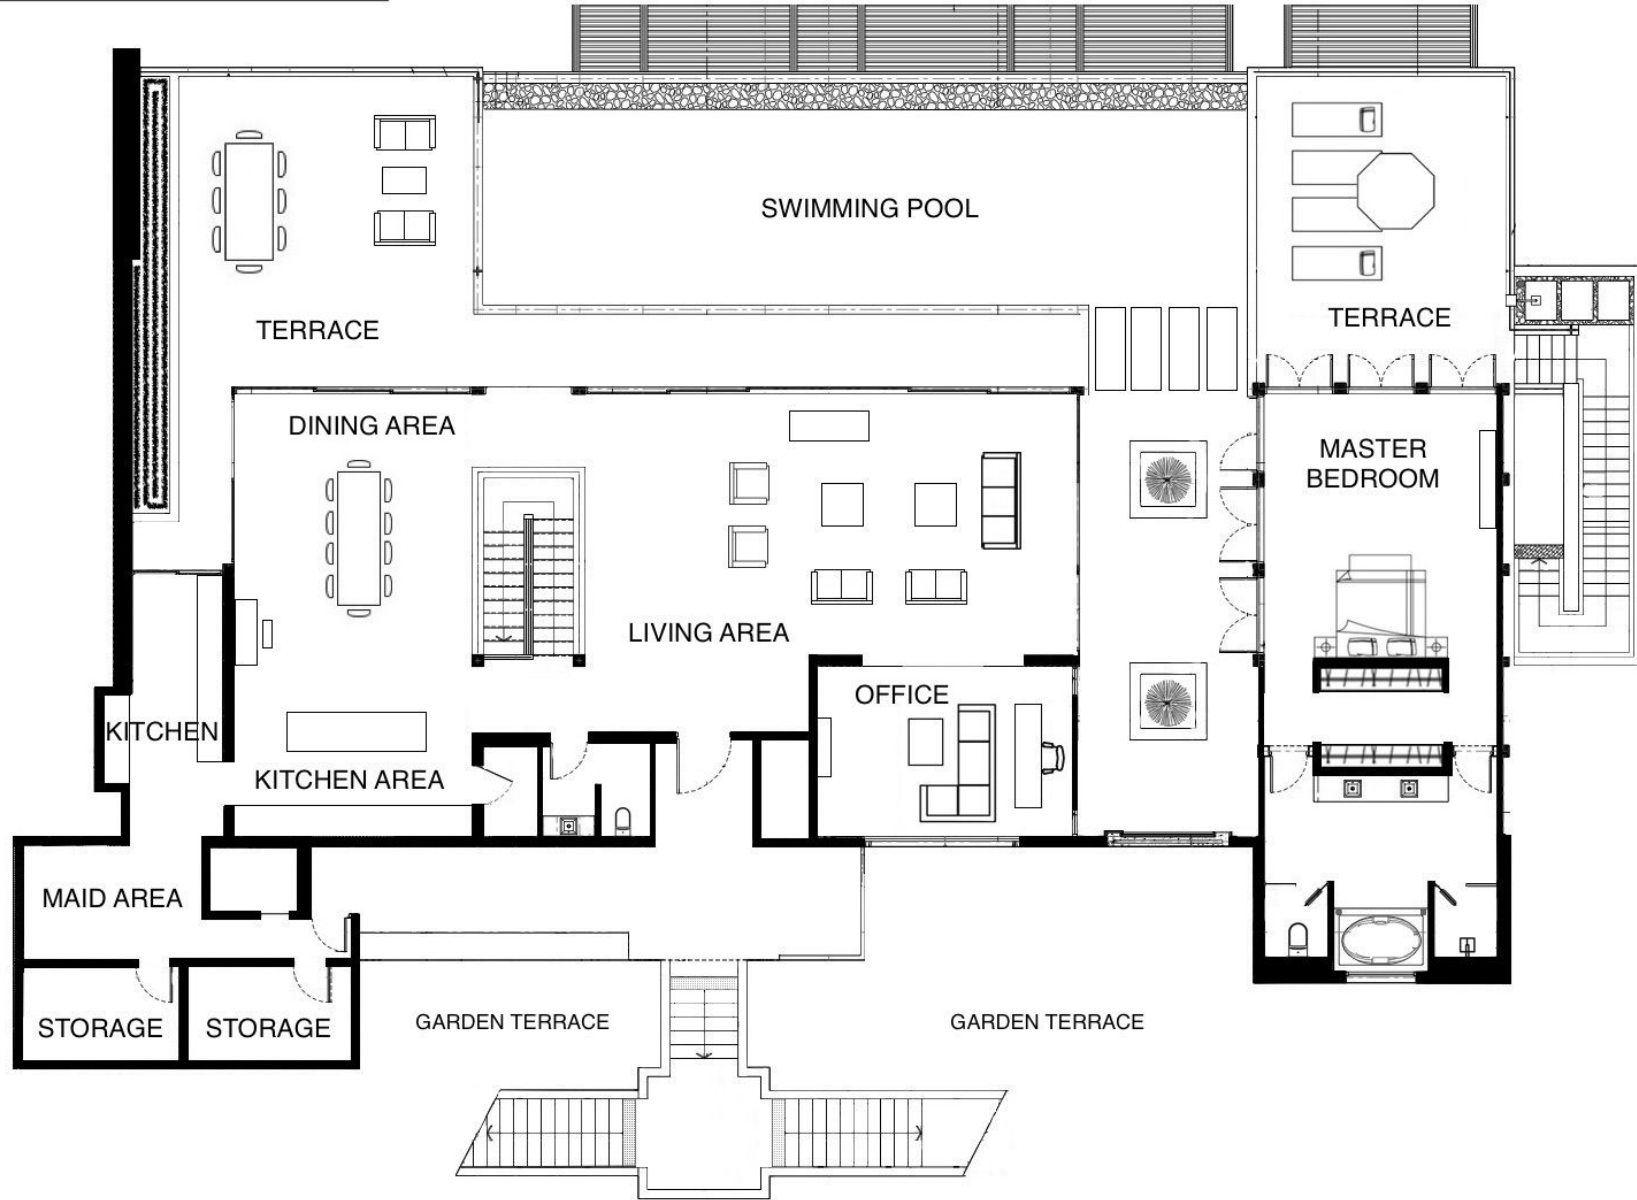 SWIMMING POOL
TERRACE
TERRACE
DINING AREA
MASTER
BEDROOM
LIVING AREA
OFFICE
KITCHEN
KITCHEN AREA
MAID AREA
STORAGE
STORAGE
GARDEN TERRACE
GARDEN TERRACE